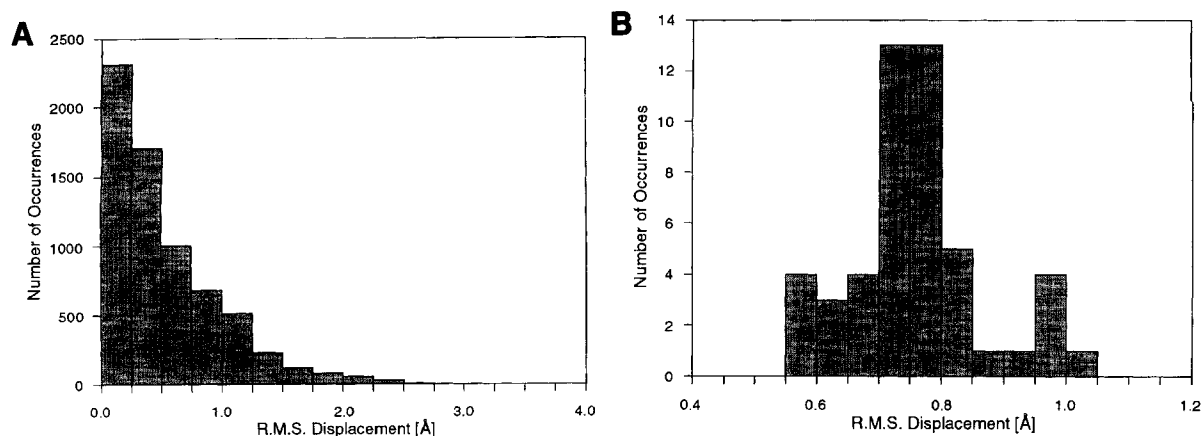 A
2500
2000
1500
1000
500
0
Number of Occurrences
0.0 1.0 2.0 3.0 4.0
R.M.S. Displacement [Å]
B
14
12
10
8
6
4
2
0
Number of Occurrences
0.4 0.6 0.8 1.0 1.2
R.M.S. Displacement [Å]